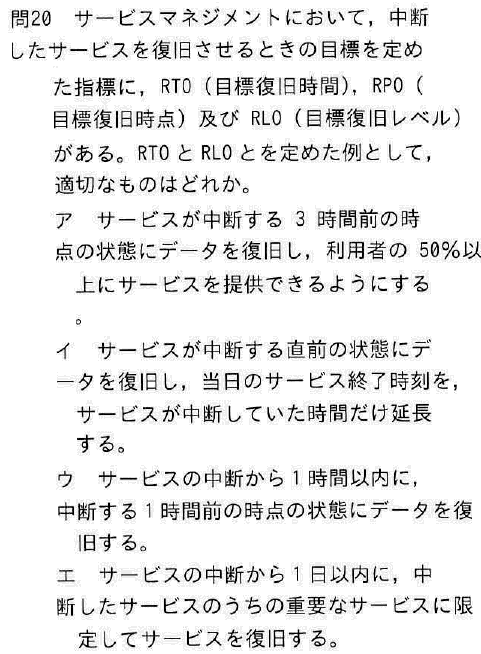 問20　サービスマネジメントにおいて，中断
したサービスを復旧させるときの目標を定め
た指標に，RTO（目標復旧時間），RPO（
目標復旧時点）及び RLO（目標復旧レベル）
がある。RTO と RLO とを定めた例として，
適切なものはどれか。
ア　サービスが中断する 3 時間前の時
点の状態にデータを復旧し，利用者の 50％以
上にサービスを提供できるようにする
。
イ　サービスが中断する直前の状態にデ
ータを復旧し，当日のサービス終了時刻を，
サービスが中断していた時間だけ延長
する。
ウ　サービスの中断から 1 時間以内に，
中断する 1 時間前の時点の状態にデータを復
旧する。
エ　サービスの中断から 1 日以内に，中
断したサービスのうちの重要なサービスに限
定してサービスを復旧する。